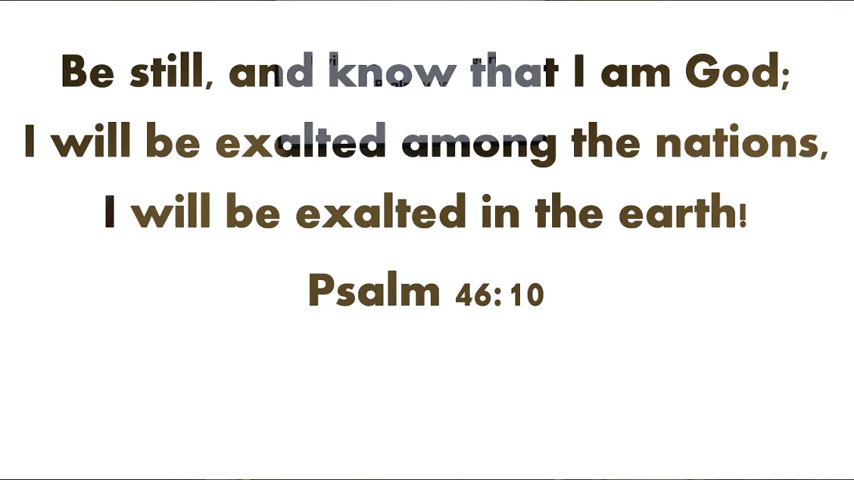 Be still, and know that I am God;
I will be exalted among the nations,
I will be exalted in the earth!
Psalm 46:10